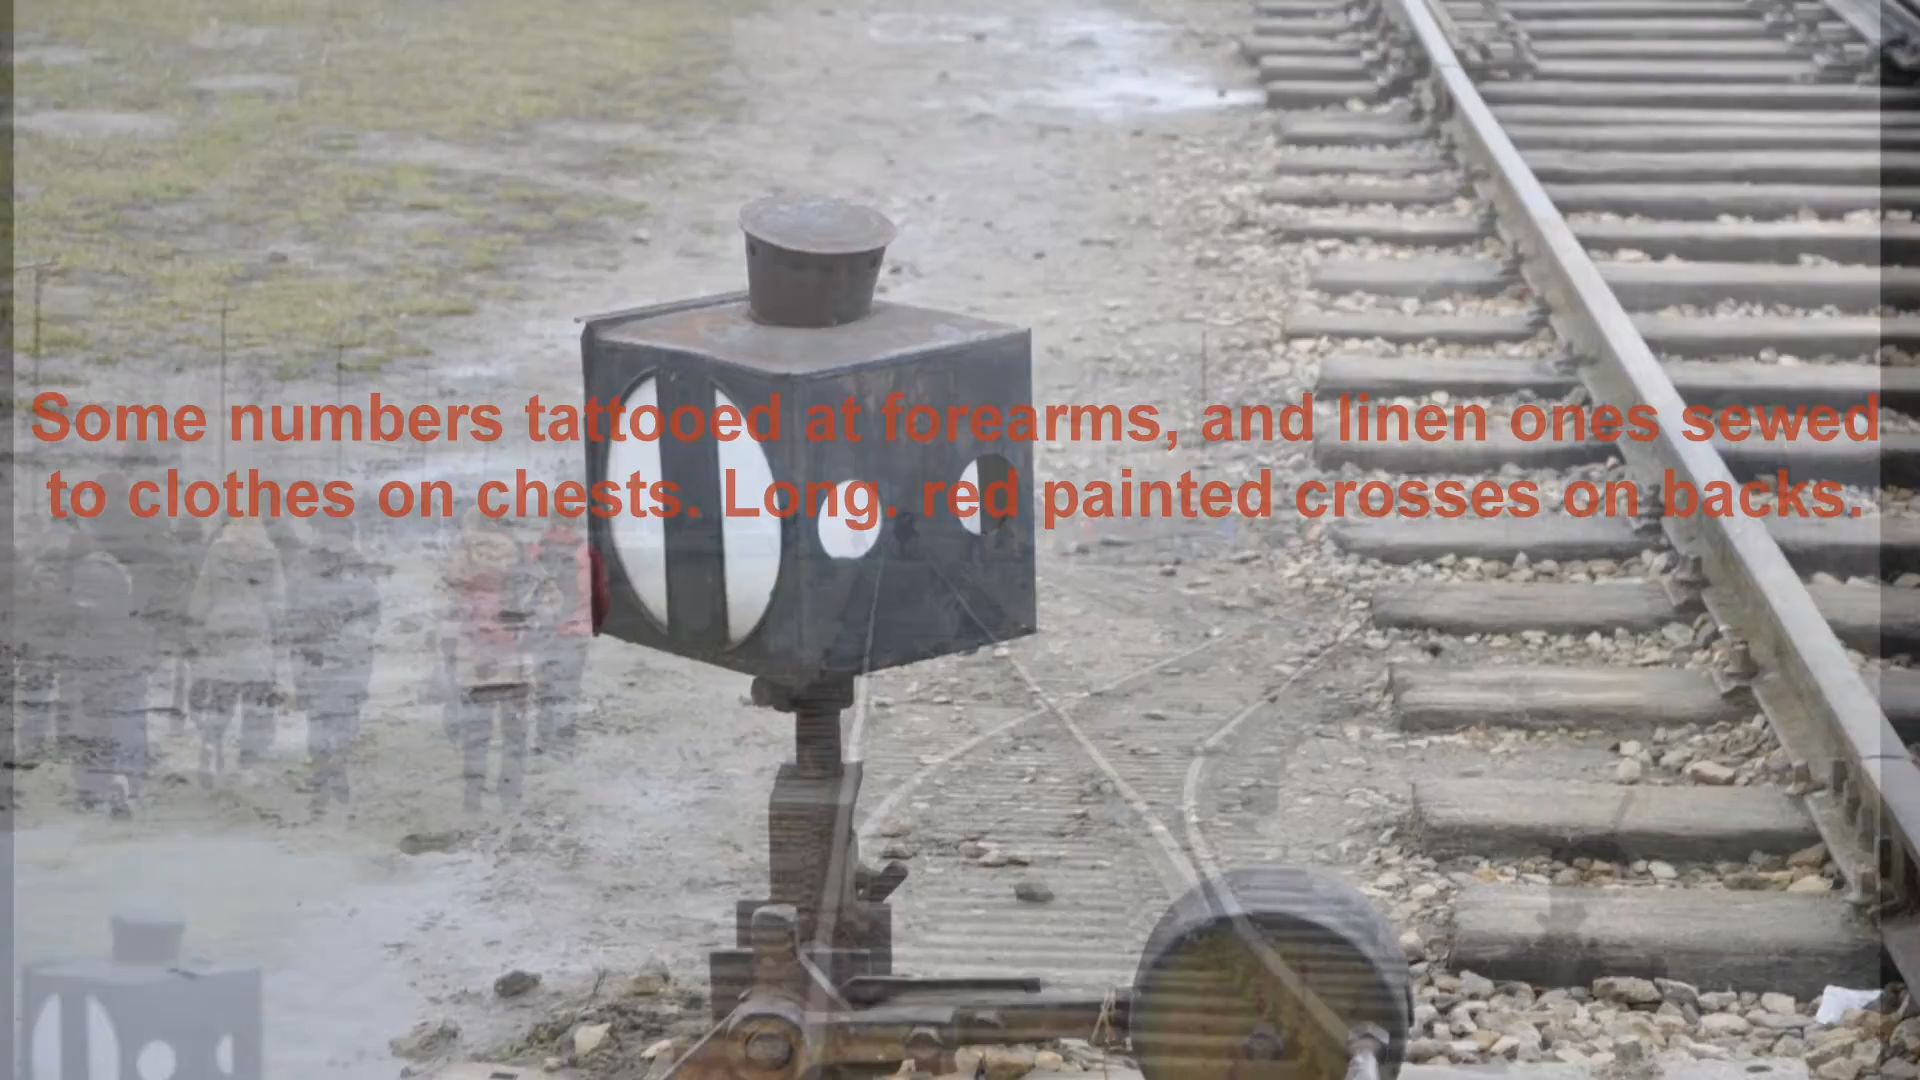 Some numbers tattooed at forearms, and linen ones sewed
to clothes on chests. Long. red painted crosses on backs.